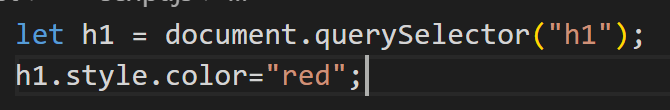 let h1 = document.querySelector("h1");
h1.style.color="red";